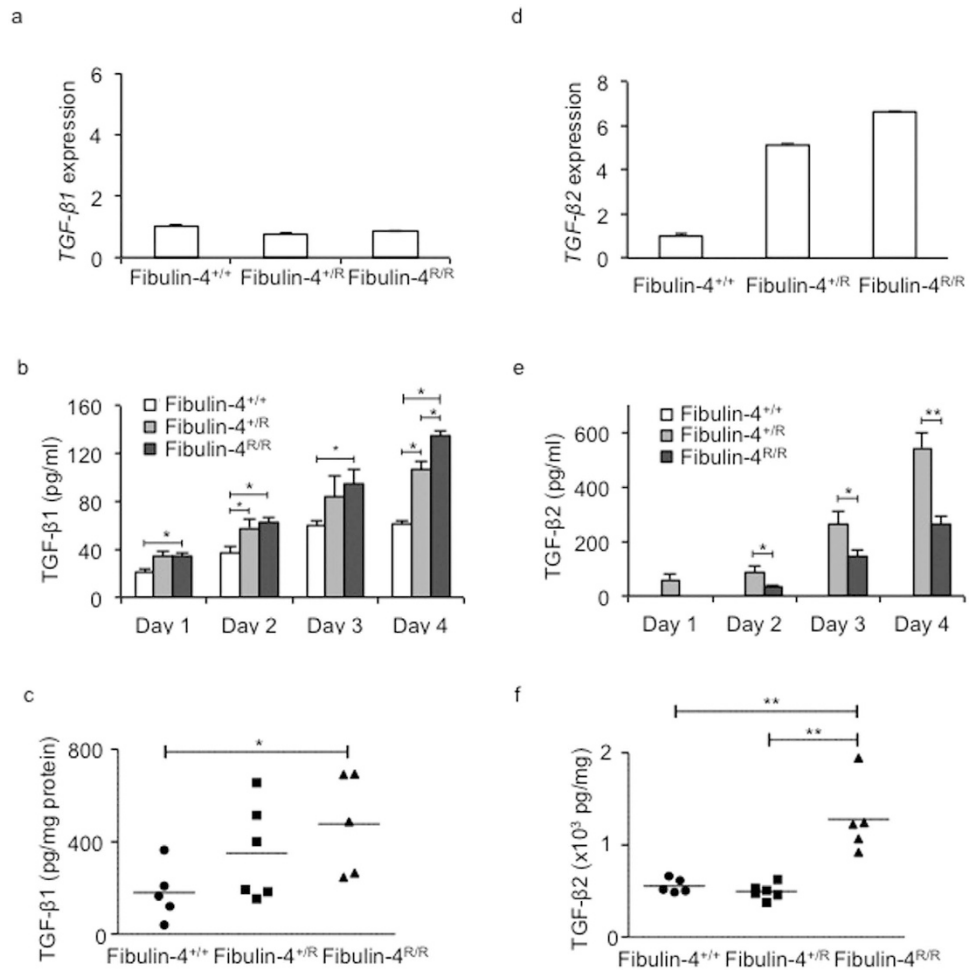 a
6
4
2
0
TGF-β1 expression
Fibulin-4+/+ Fibulin-4+/R Fibulin-4R/R
d
8
6
4
2
0
TGF-β2 expression
Fibulin-4+/+ Fibulin-4+/R Fibulin-4R/R
b
160
120
80
40
0
TGF-β1 (pg/ml)
Fibulin-4+/+
Fibulin-4+/R
Fibulin-4R/R
*
* *
*
* * *
Day 1 Day 2 Day 3 Day 4
e
600
400
200
0
TGF-β2 (pg/ml)
Fibulin-4+/+
Fibulin-4+/R
Fibulin-4R/R
*
*
**
Day 1 Day 2 Day 3 Day 4
c
800
400
0
TGF-β1 (pg/mg protein)
*
Fibulin-4+/+ Fibulin-4+/R Fibulin-4R/R
f
2
1
0
TGF-β2 (x10³ pg/mg)
**
**
Fibulin-4+/+ Fibulin-4+/R Fibulin-4R/R